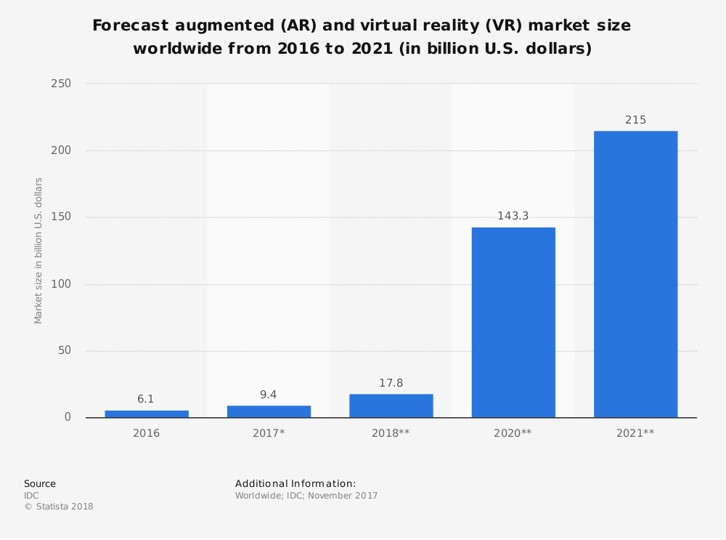 Forecast augmented (AR) and virtual reality (VR) market size
worldwide from 2016 to 2021 (in billion U.S. dollars)
Market size in billion U.S. dollars
250
200
150
100
50
0
6.1
9.4
17.8
143.3
215
2016
2017*
2018**
2020**
2021**
Source
IDC
© Statista 2018
Additional Information:
Worldwide; IDC; November 2017